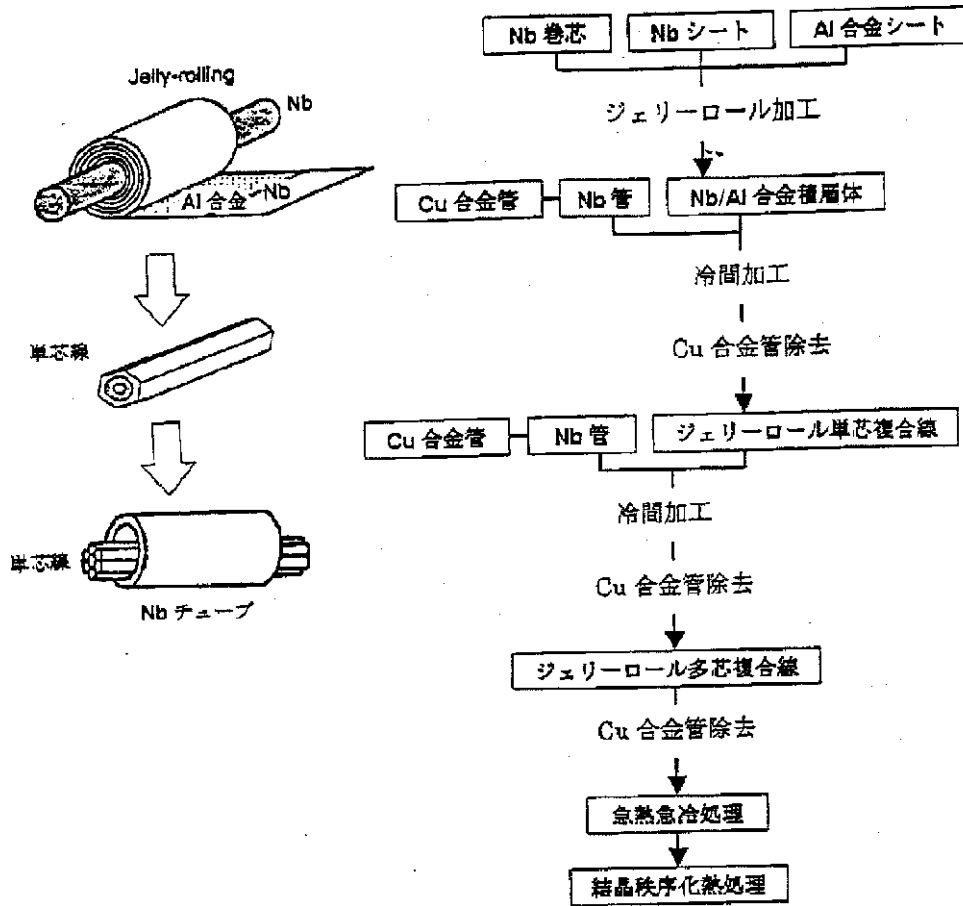 Jelly-rolling
Nb
Al 合金
Nb
単芯線
単芯線
Nb チューブ
Nb 巻芯
Nb シート
Al 合金シート
ジェリーロール加工
Cu 合金管
Nb 管
Nb/Al 合金積層体
冷間加工
Cu 合金管除去
Cu 合金管
Nb 管
ジェリーロール単芯複合線
冷間加工
Cu 合金管除去
ジェリーロール多芯複合線
Cu 合金管除去
急熱急冷処理
結晶秩序化熱処理